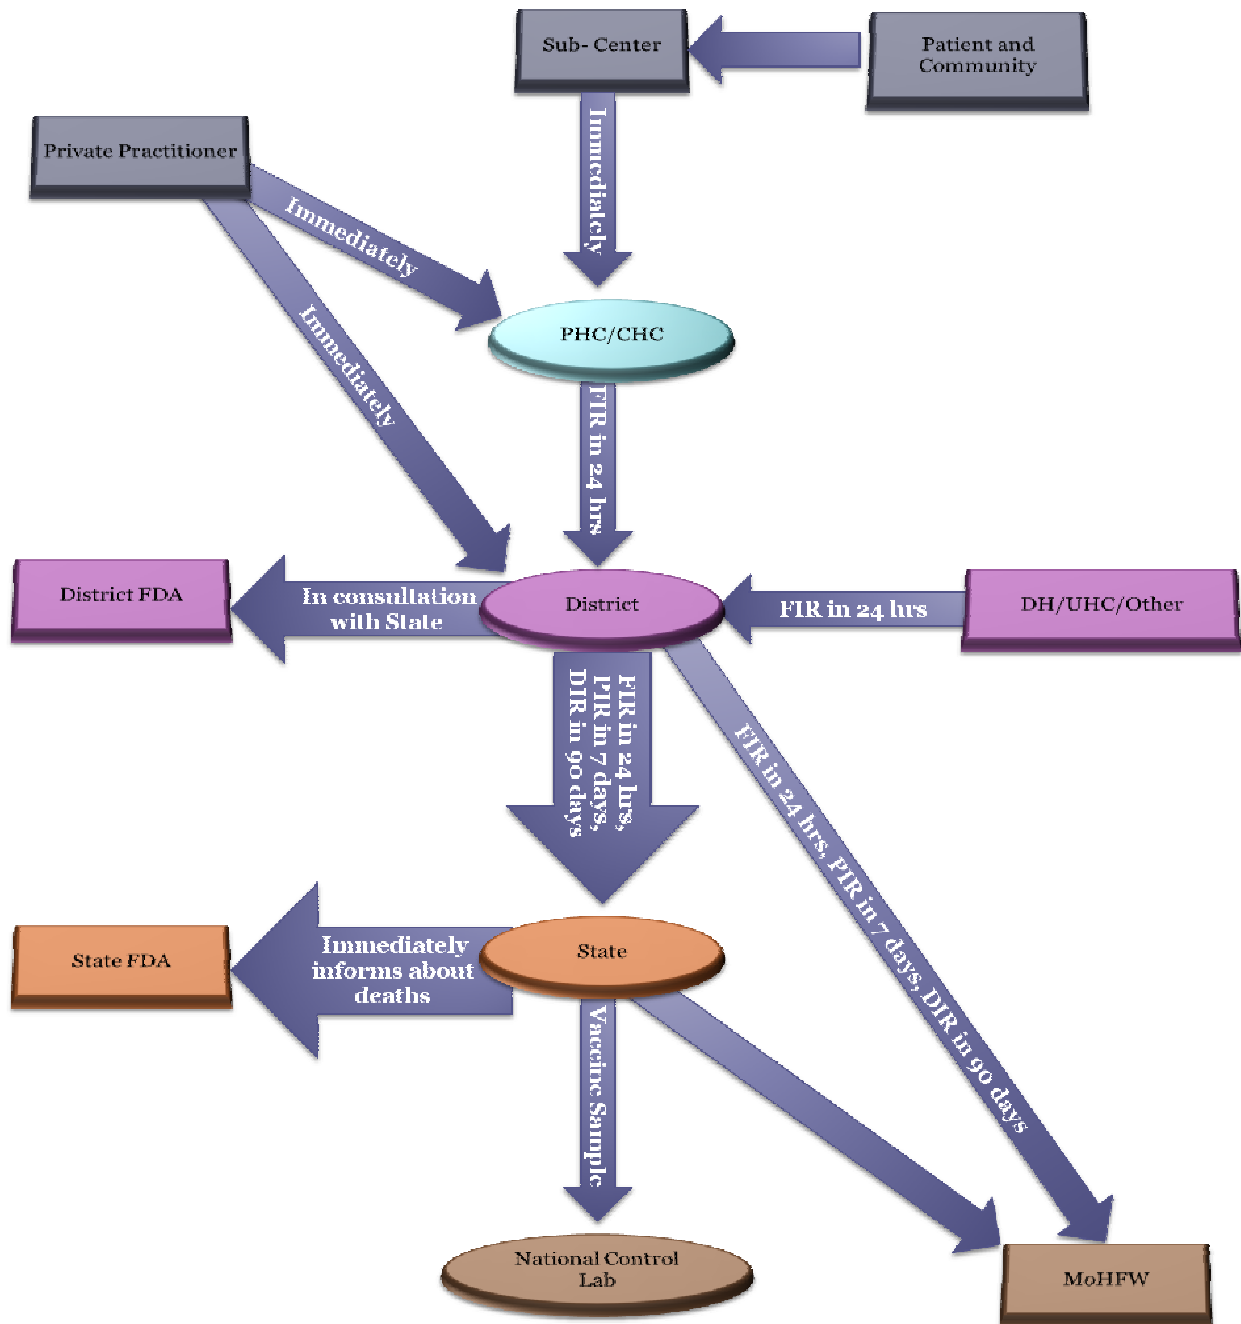 Sub- Center
Patient and
Community
Private Practitioner
Immediately
Immediately
Immediately
PHC/CHC
FIR in 24 hrs
District FDA
In consultation
with State
District
FIR in 24 hrs
DH/UHC/Other
FIR in 24 hrs,
PIR in 7 days,
DIR in 90 days
FIR in 24 hrs, PIR in 7 days, DIR in 90 days
State FDA
Immediately
informs about
deaths
State
Vaccine Sample
National Control
Lab
MoHFW